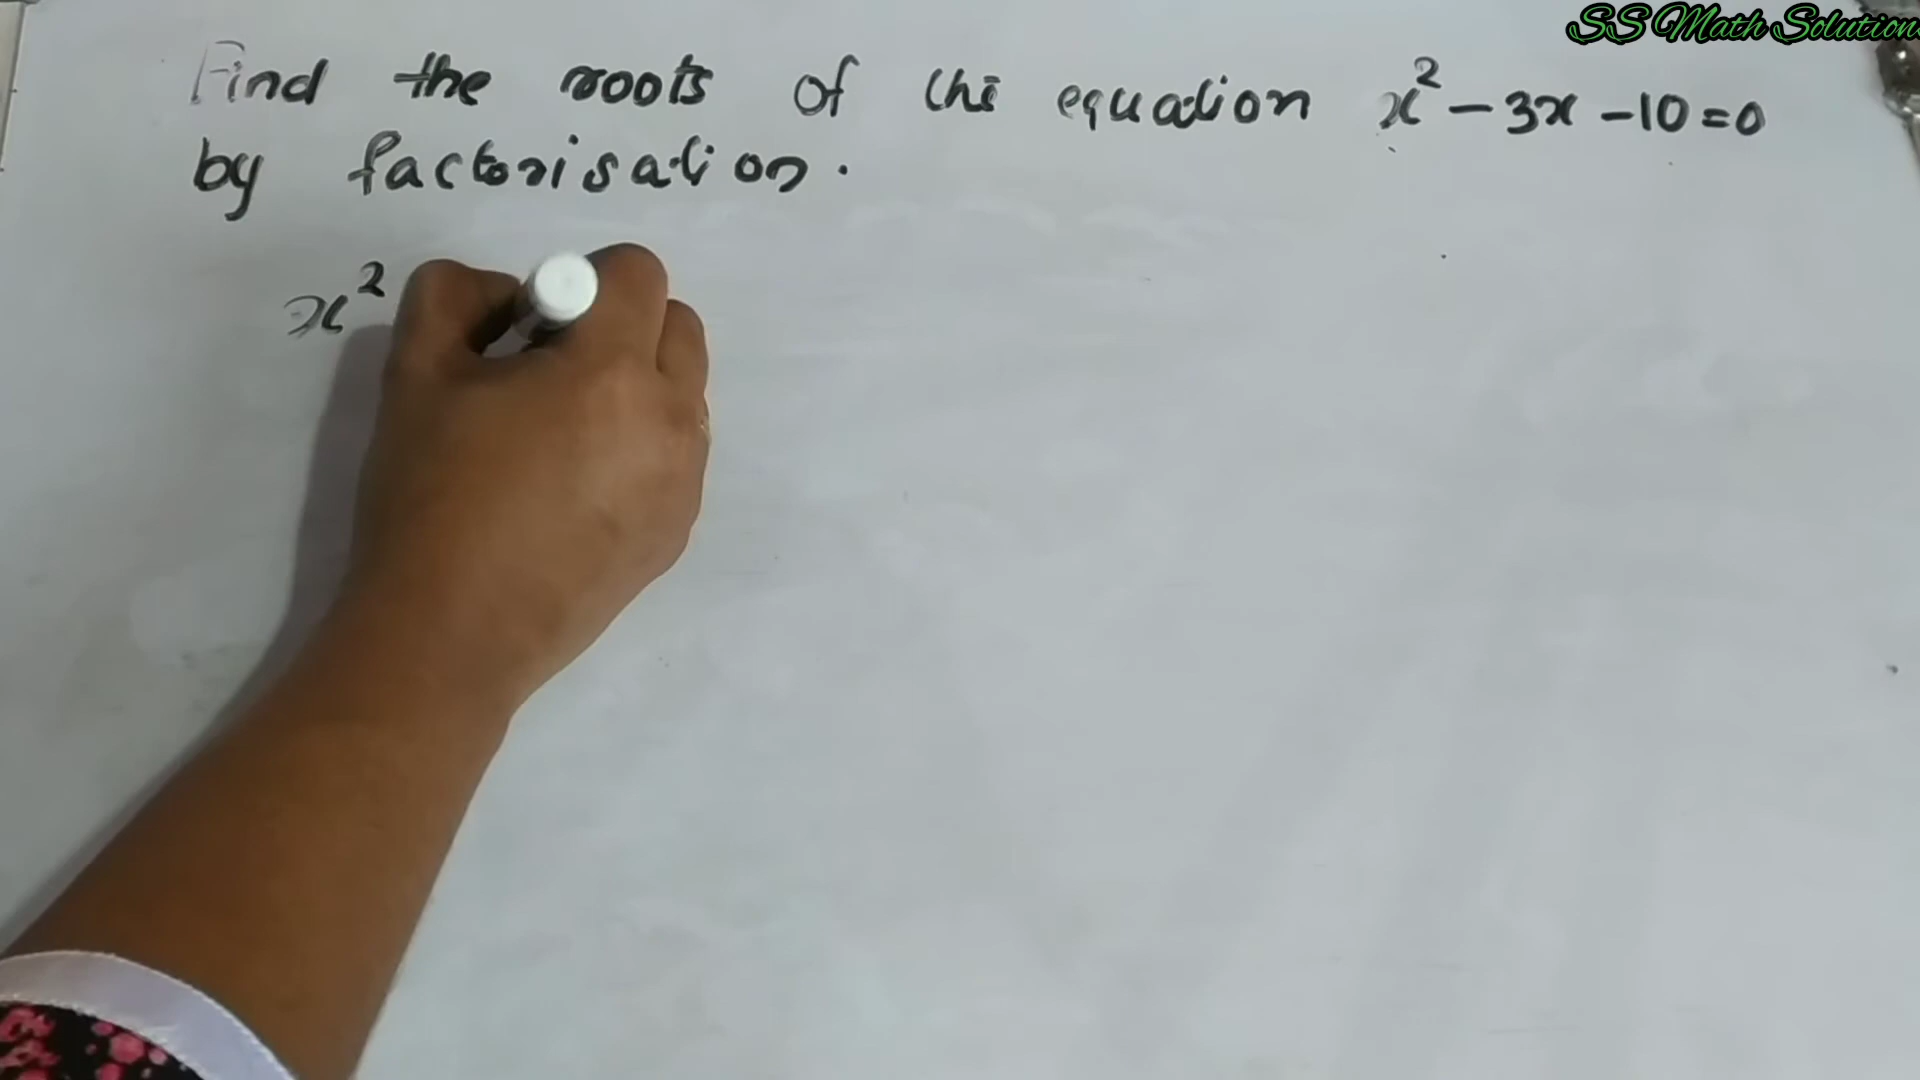 SS Math Solutions
Find the roots of the equation x² - 3x - 10 = 0
by factorisation.
x²